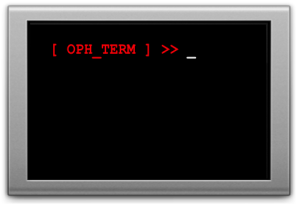 [ OPH_TERM ] >> _